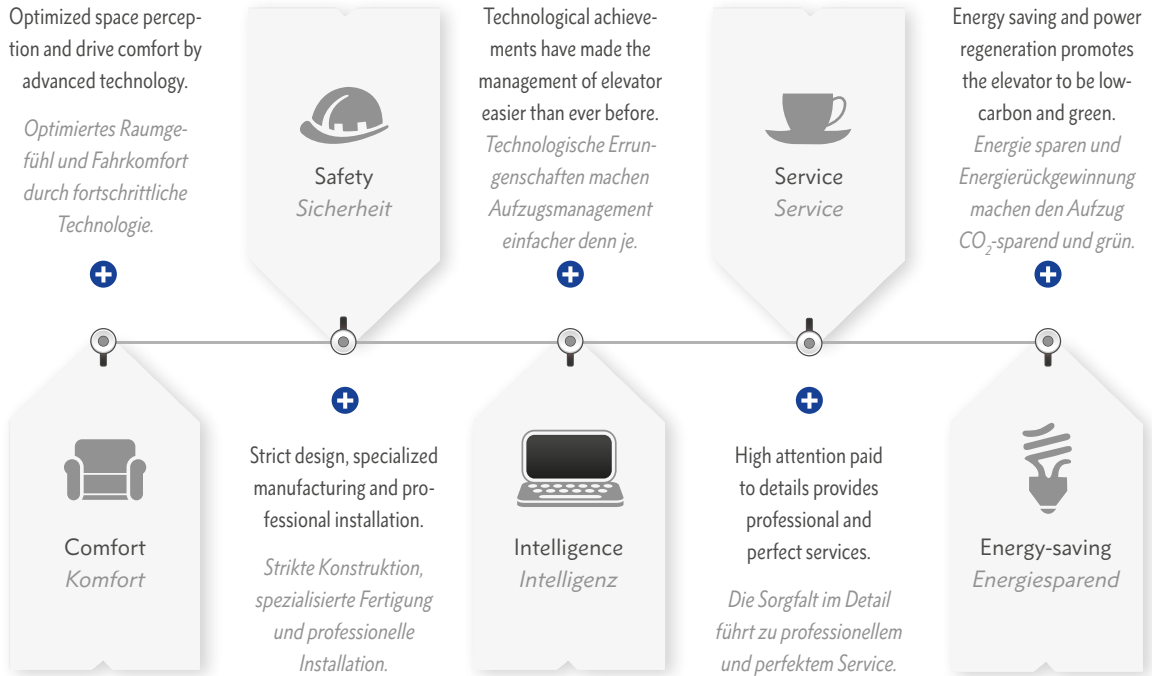 Optimized space percep-
tion and drive comfort by
advanced technology.
Optimiertes Raumge-
fühl und Fahrkomfort
durch fortschrittliche
Technologie.
Comfort
Komfort
Safety
Sicherheit
Strict design, specialized
manufacturing and pro-
fessional installation.
Strikte Konstruktion,
spezialisierte Fertigung
und professionelle
Installation.
Technological achieve-
ments have made the
management of elevator
easier than ever before.
Technologische Errun-
genschaften machen
Aufzugsmanagement
einfacher denn je.
Intelligence
Intelligenz
Service
Service
High attention paid
to details provides
professional and
perfect services.
Die Sorgfalt im Detail
führt zu professionellem
und perfektem Service.
Energy saving and power
regeneration promotes
the elevator to be low-
carbon and green.
Energie sparen und
Energierückgewinnung
machen den Aufzug
CO₂-sparend und grün.
Energy-saving
Energiesparend